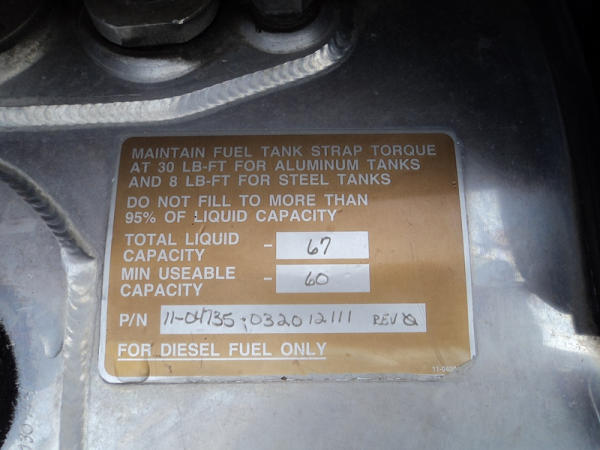 MAINTAIN FUEL TANK STRAP TORQUE
AT 30 LB-FT FOR ALUMINUM TANKS
AND 8 LB-FT FOR STEEL TANKS
DO NOT FILL TO MORE THAN
95% OF LIQUID CAPACITY
TOTAL LIQUID CAPACITY - 67
MIN USEABLE CAPACITY - 60
P/N 11-04735:032012111 REV
FOR DIESEL FUEL ONLY